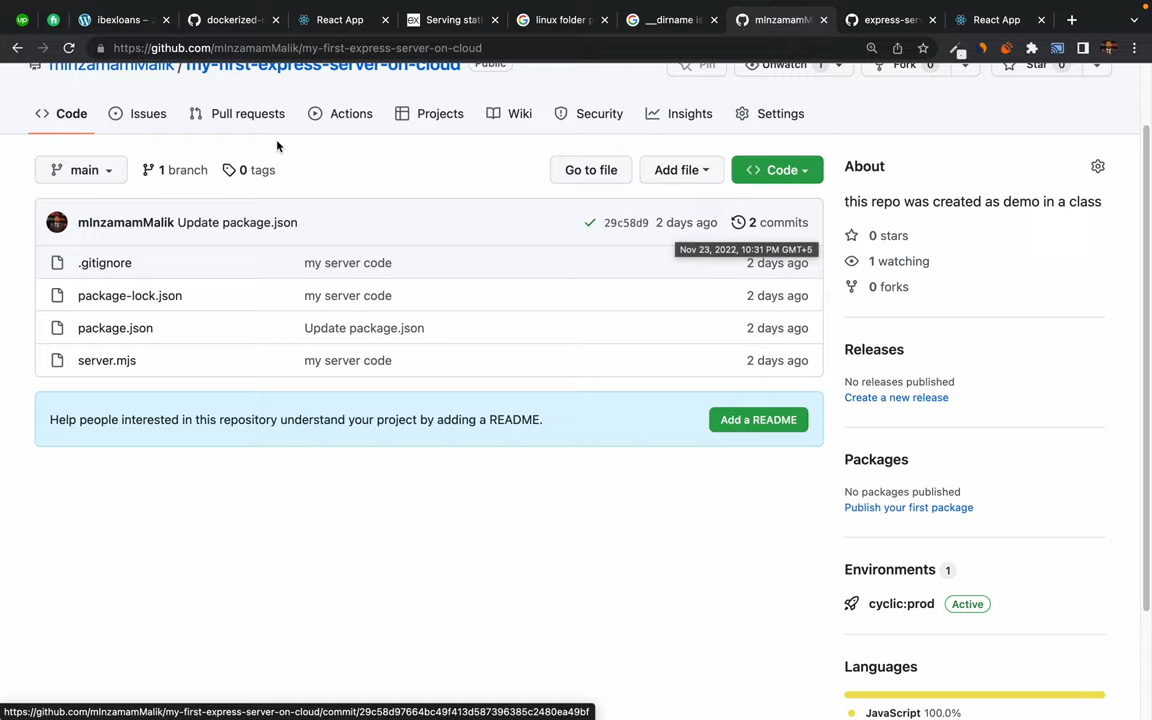 ibexloans –
dockerized-
React App
Serving stati
linux folder p
__dirname is
mInzamamM
express-serv
React App
https://github.com/mInzamamMalik/my-first-express-server-on-cloud
mInzamamMalik / my-first-express-server-on-cloud Public
Pin Unwatch 1 Fork 0 Star 0
Code Issues Pull requests Actions Projects Wiki Security Insights Settings
main 1 branch 0 tags Go to file Add file Code
mInzamamMalik Update package.json 29c58d9 2 days ago 2 commits
Nov 23, 2022, 10:31 PM GMT+5
.gitignore my server code 2 days ago
package-lock.json my server code 2 days ago
package.json Update package.json 2 days ago
server.mjs my server code 2 days ago
Help people interested in this repository understand your project by adding a README. Add a README
About
this repo was created as demo in a class
0 stars
1 watching
0 forks
Releases
No releases published
Create a new release
Packages
No packages published
Publish your first package
Environments 1
cyclic:prod Active
Languages
JavaScript 100.0%
https://github.com/mInzamamMalik/my-first-express-server-on-cloud/commit/29c58d97664bc49f413d587396385c2480ea49bf